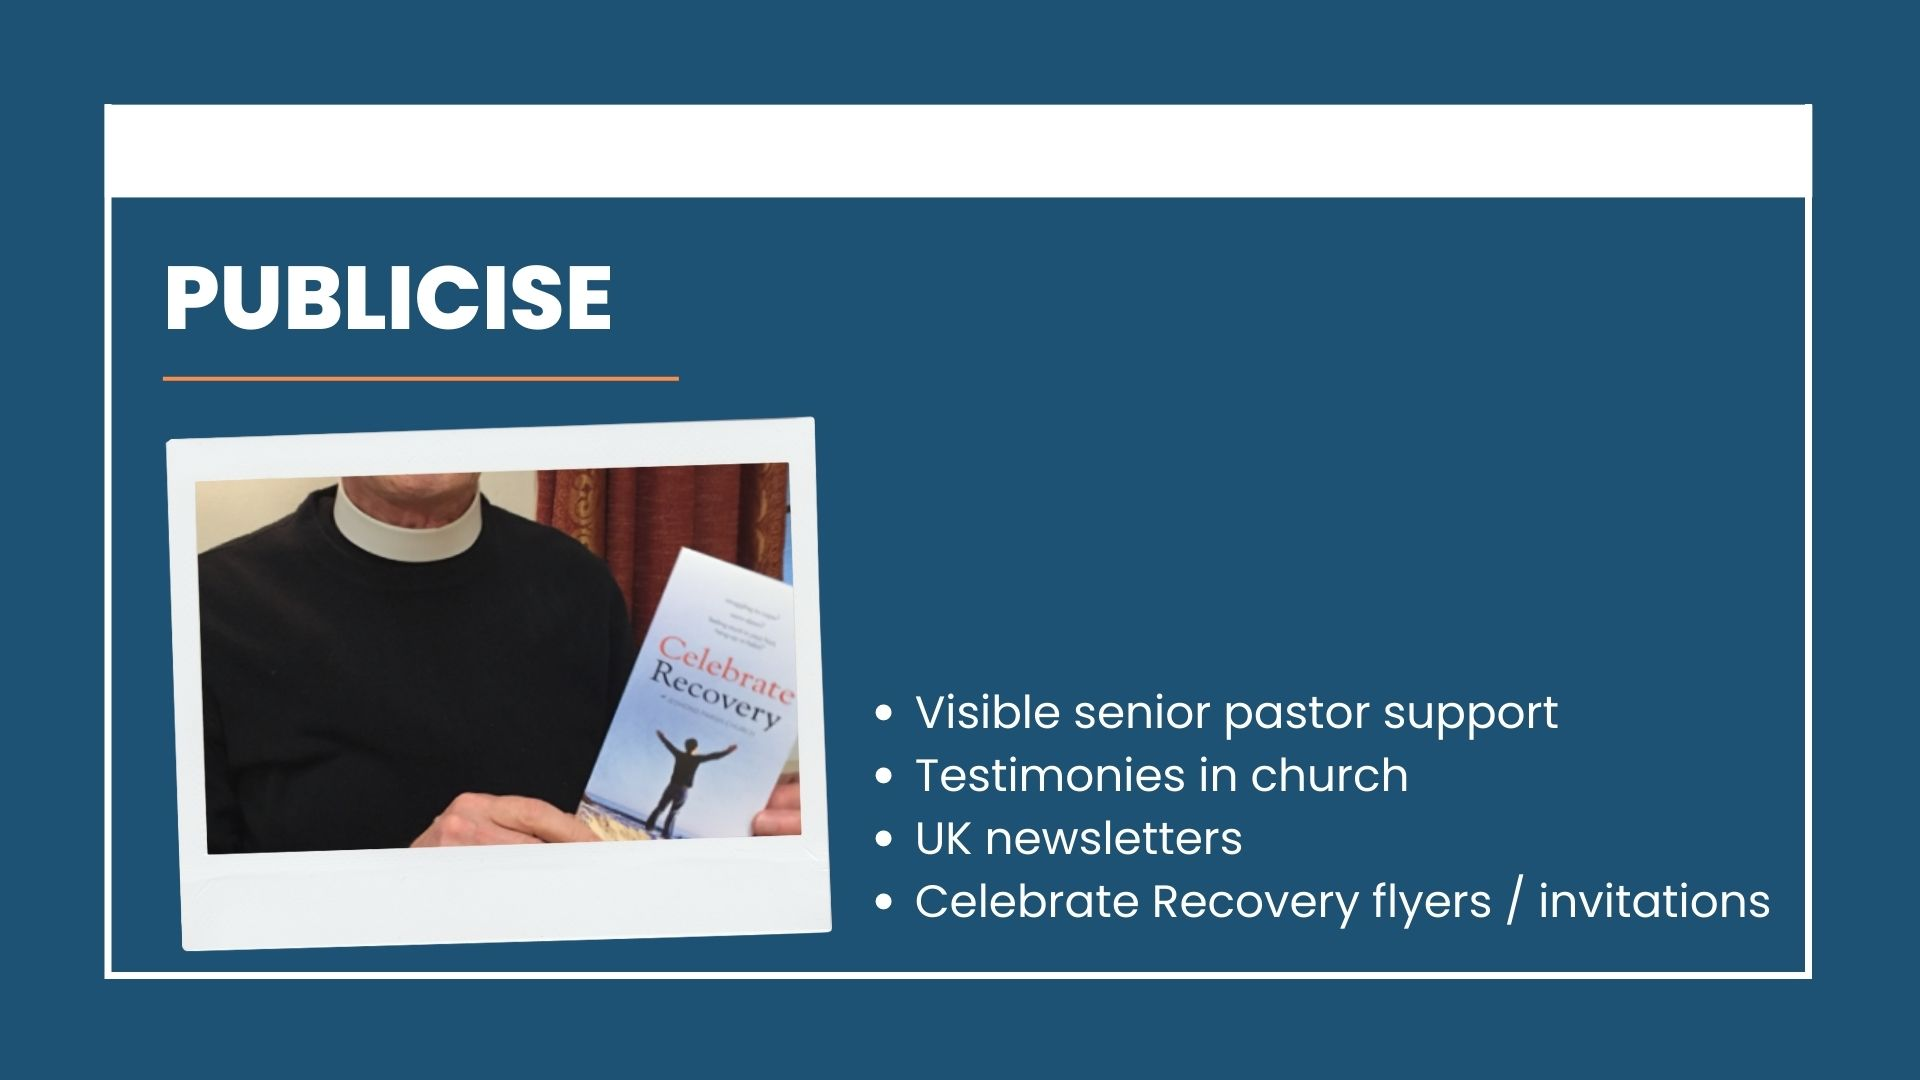 PUBLICISE
Celebrate
Recovery
• Visible senior pastor support
• Testimonies in church
• UK newsletters
• Celebrate Recovery flyers / invitations